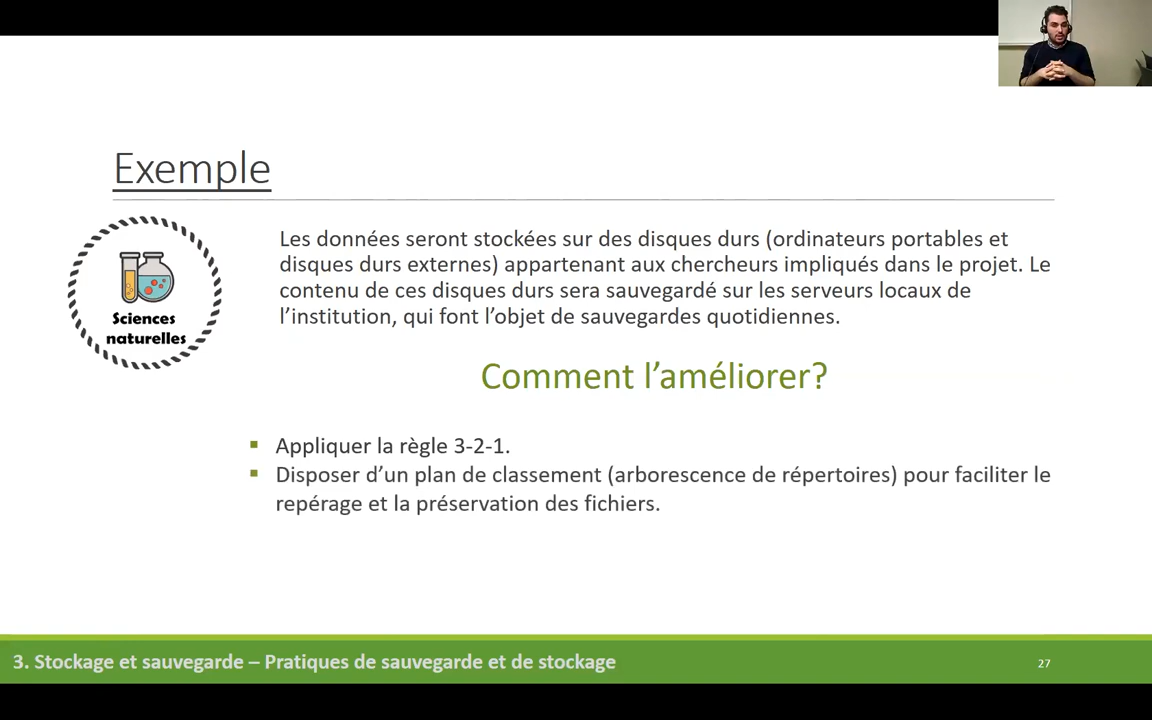 Exemple
Les données seront stockées sur des disques durs (ordinateurs portables et
disques durs externes) appartenant aux chercheurs impliqués dans le projet. Le
contenu de ces disques durs sera sauvegardé sur les serveurs locaux de
l’institution, qui font l’objet de sauvegardes quotidiennes.
Sciences
naturelles
Comment l’améliorer?
▪ Appliquer la règle 3-2-1.
▪ Disposer d’un plan de classement (arborescence de répertoires) pour faciliter le
repérage et la préservation des fichiers.
3. Stockage et sauvegarde – Pratiques de sauvegarde et de stockage
27